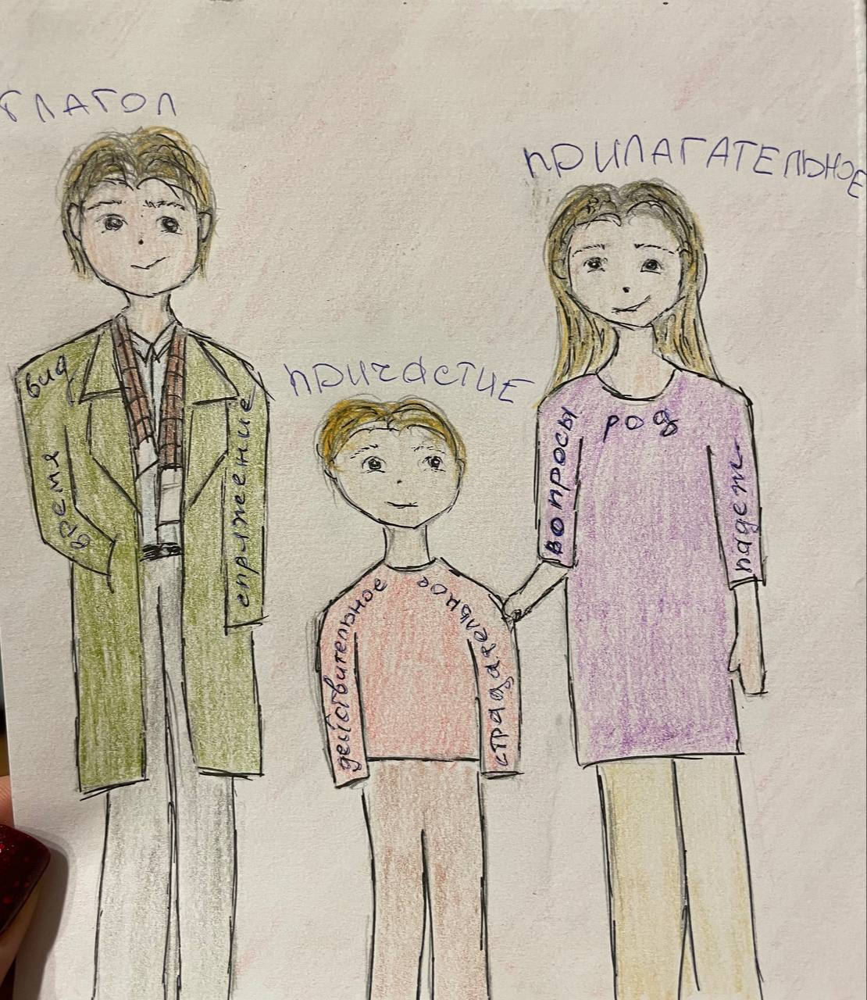 ГЛАГОЛ
ПРИЛАГАТЕЛЬНОЕ
ПРИЧАСТИЕ
вид
время
спряжение
действительное
страдательное
вопросы
род
падеж